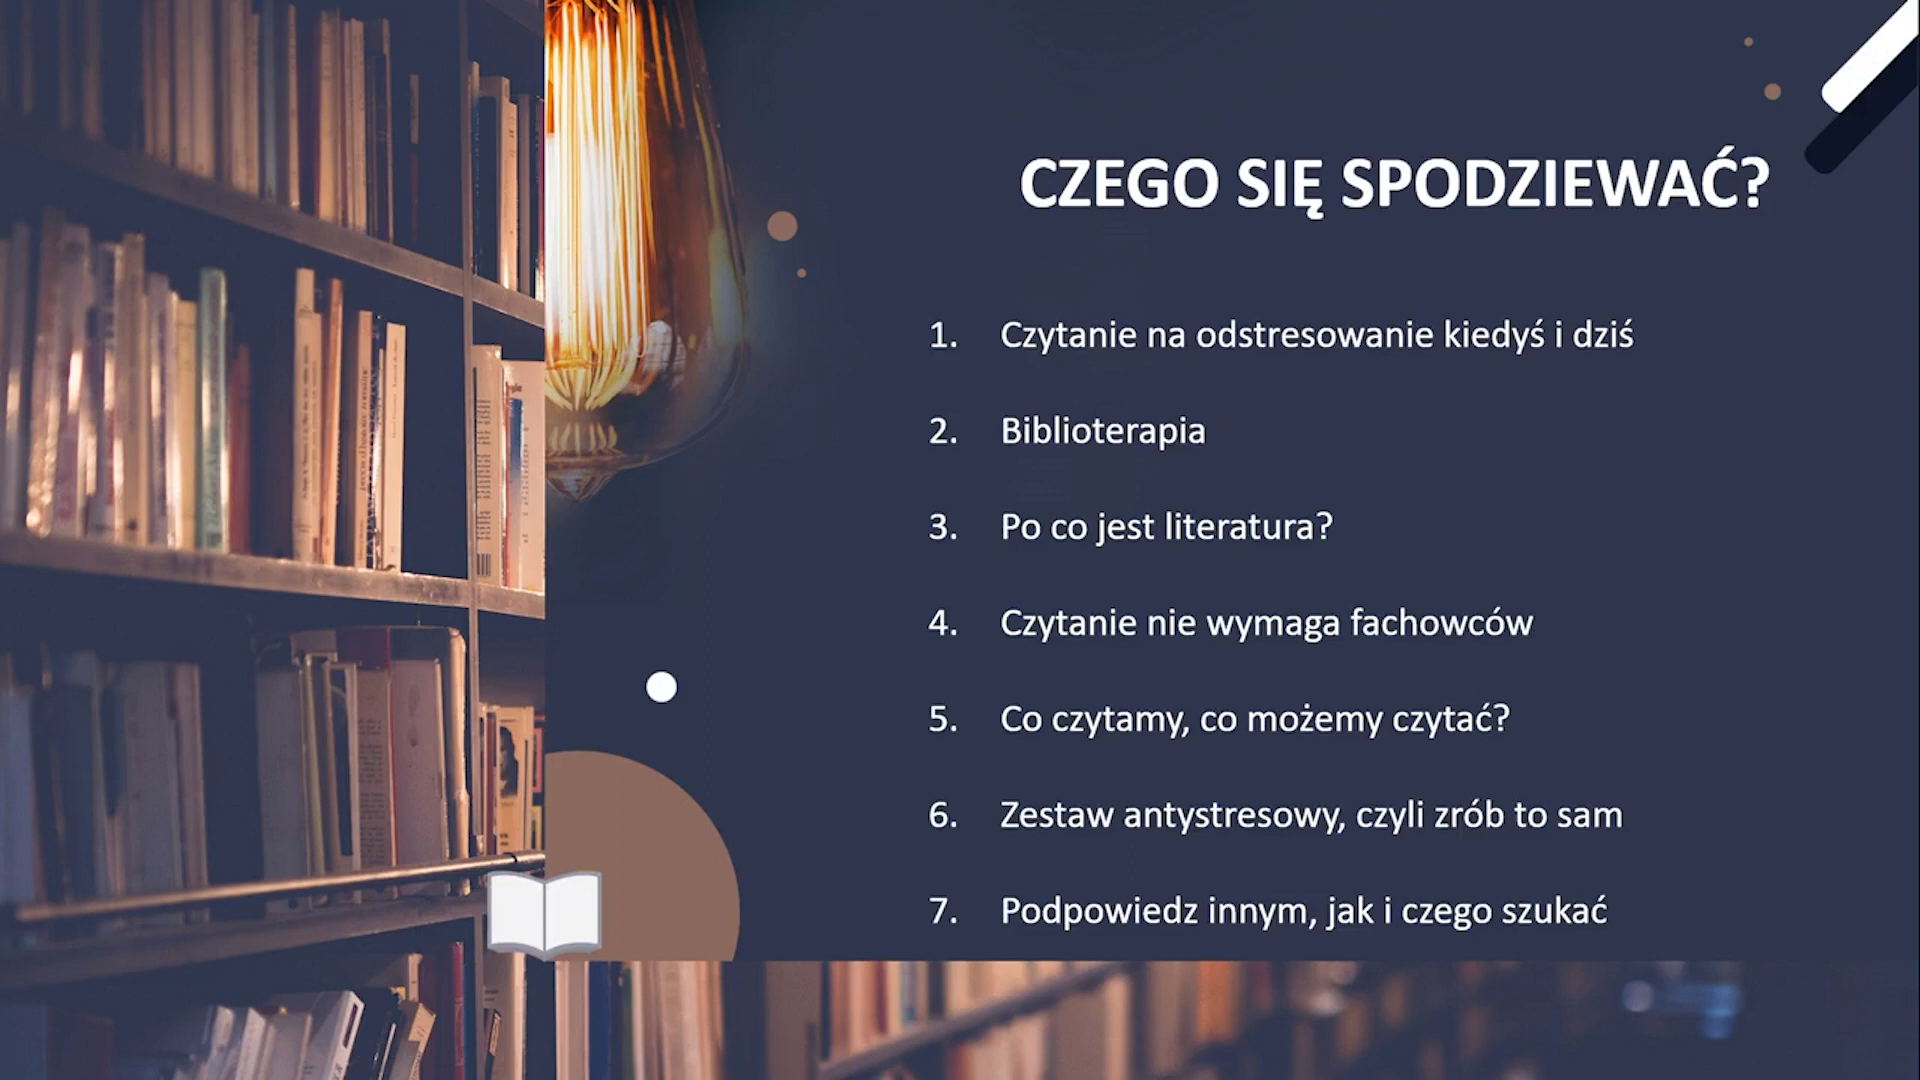 CZEGO SIĘ SPODZIEWAĆ?
1. Czytanie na odstresowanie kiedyś i dziś
2. Biblioterapia
3. Po co jest literatura?
4. Czytanie nie wymaga fachowców
5. Co czytamy, co możemy czytać?
6. Zestaw antystresowy, czyli zrób to sam
7. Podpowiedz innym, jak i czego szukać